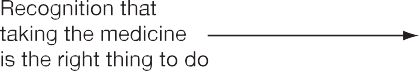 Recognition that
taking the medicine
is the right thing to do